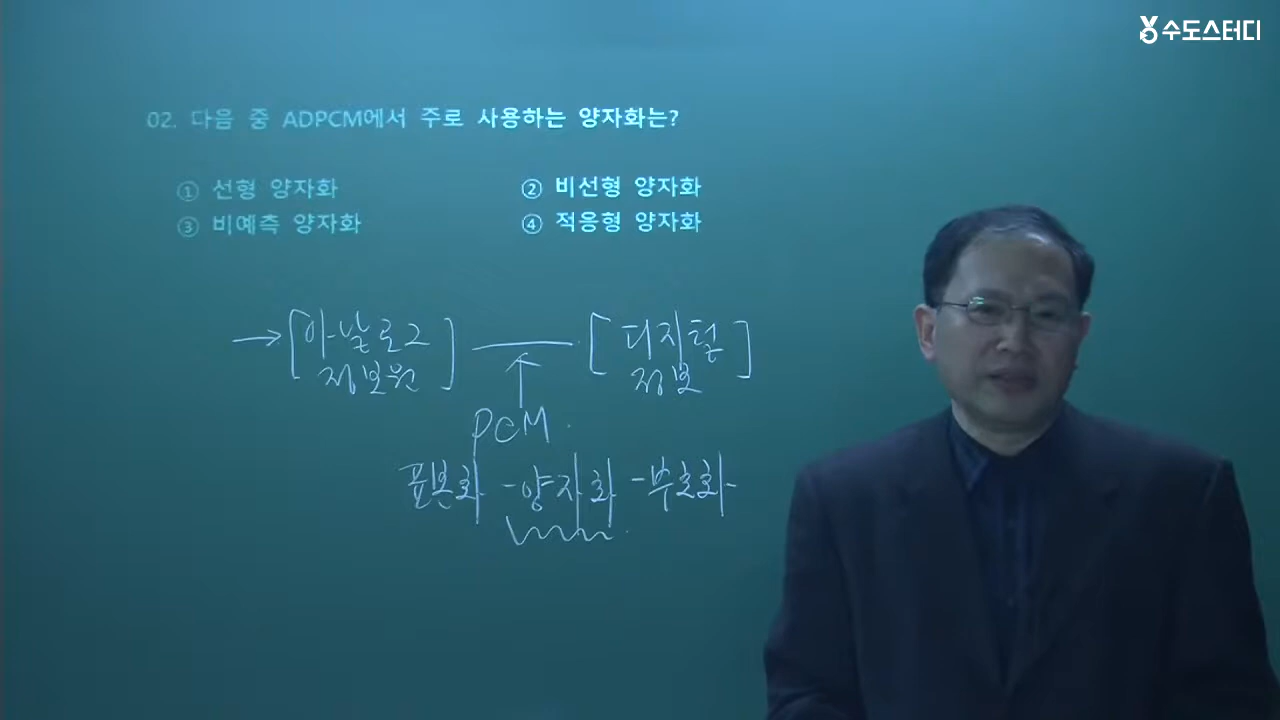 수도스터디
02. 다음 중 ADPCM에서 주로 사용하는 양자화는?
① 선형 양자화 ② 비선형 양자화
③ 비예측 양자화 ④ 적응형 양자화
→ [아날로그 정보원] [디지털 정보]
PCM.
표본화 - 양자화 - 부호화